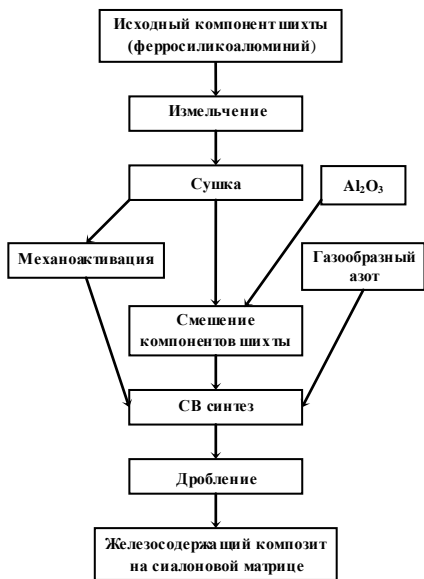 Исходный компонент шихты
(ферросиликоалюминий)
Измельчение
Сушка
Al₂O₃
Механоактивация
Газообразный
азот
Смешение
компонентов шихты
СВ синтез
Дробление
Железосодержащий композит
на сиалоновой матрице